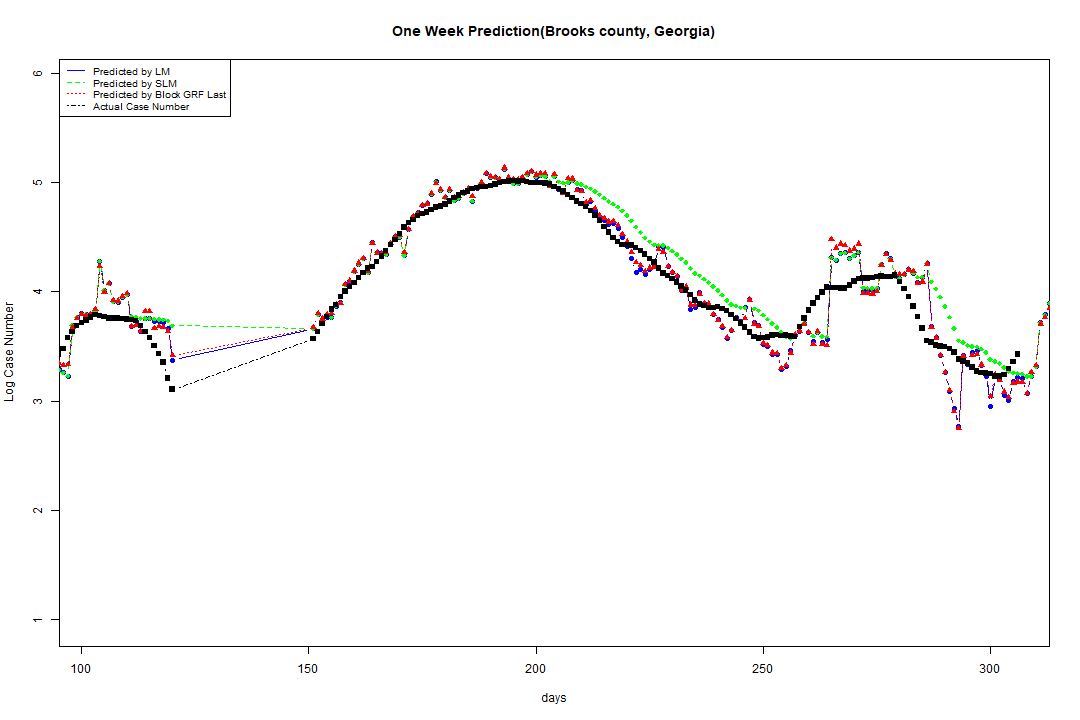 One Week Prediction(Brooks county, Georgia)
Predicted by LM
Predicted by SLM
Predicted by Block GRF Last
Actual Case Number
Log Case Number
6
5
4
3
2
1
100 150 200 250 300
days